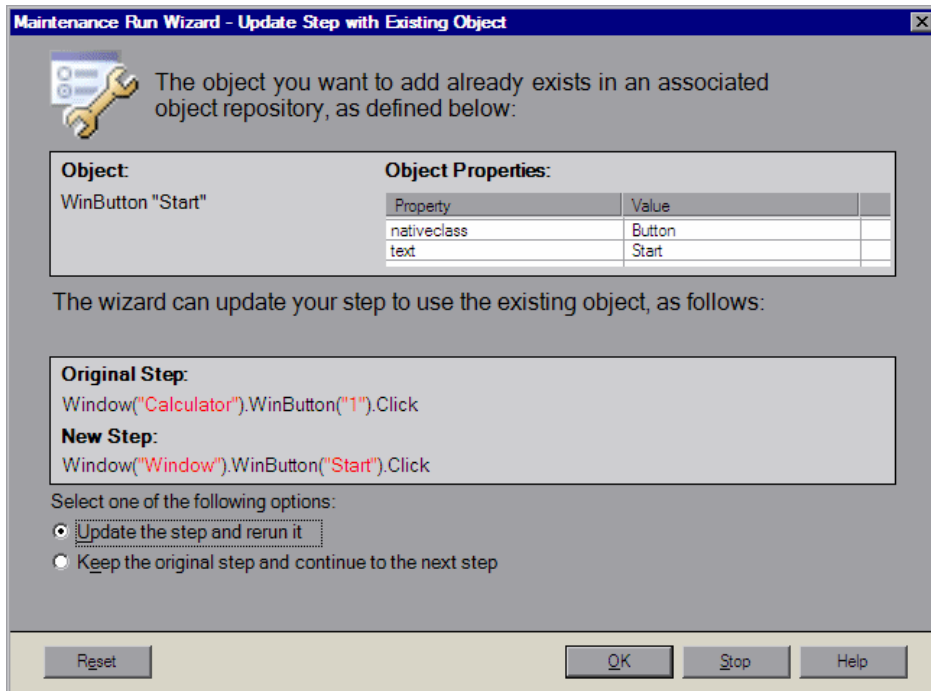 Maintenance Run Wizard - Update Step with Existing Object
The object you want to add already exists in an associated
object repository, as defined below:
Object:
Object Properties:
WinButton "Start"
Property Value
nativeclass Button
text Start
The wizard can update your step to use the existing object, as follows:
Original Step:
Window("Calculator").WinButton("1").Click
New Step:
Window("Window").WinButton("Start").Click
Select one of the following options:
Update the step and rerun it
Keep the original step and continue to the next step
Reset OK Stop Help